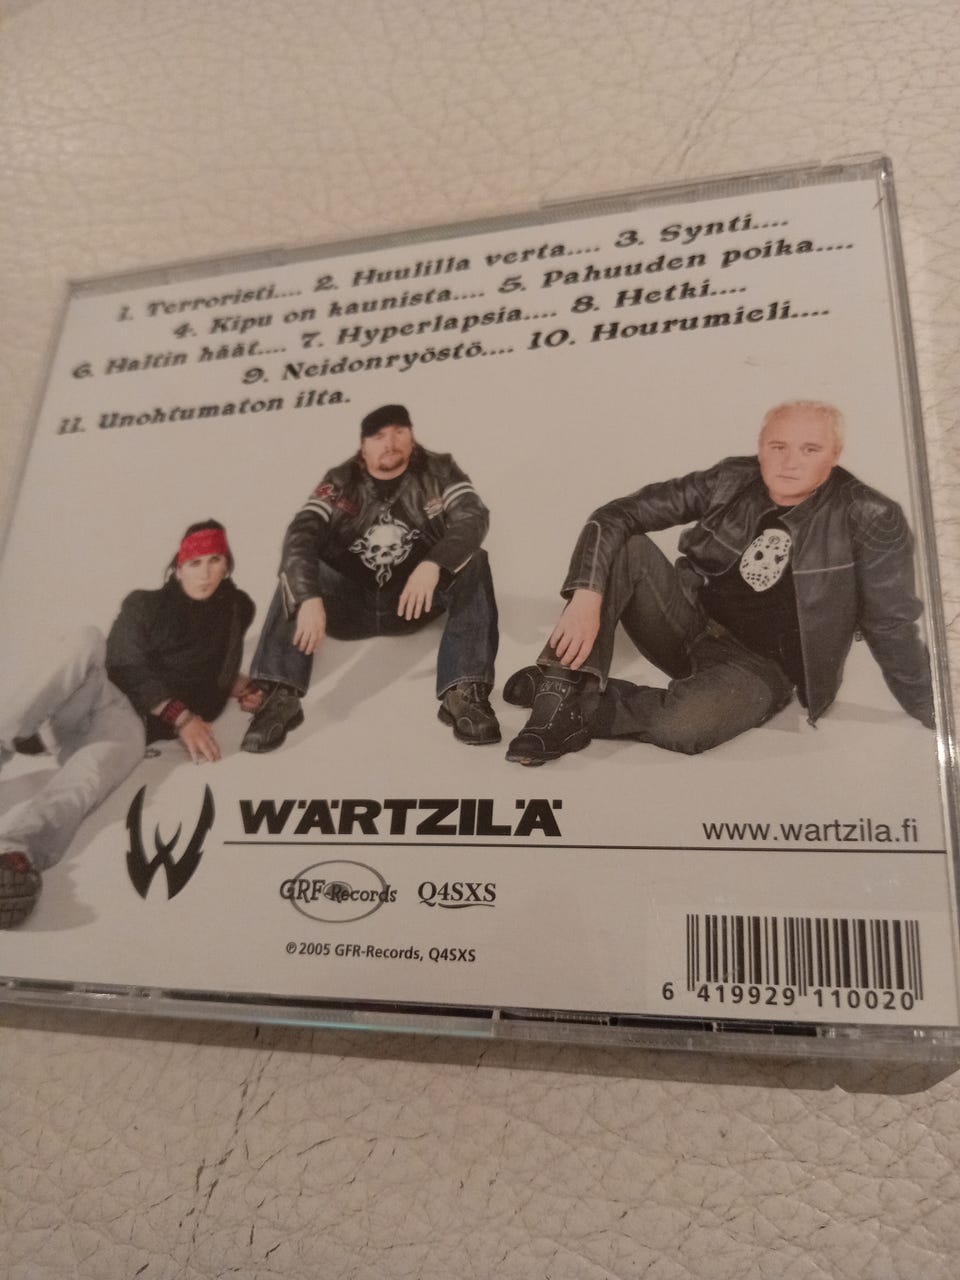 1. Terroristi.... 2. Huulilla verta.... 3. Synti....
4. Kipu on kaunista.... 5. Pahuuden poika....
6. Haltin häät.... 7. Hyperlapsia.... 8. Hetki....
9. Neidonryöstö.... 10. Hourumieli....
11. Unohtumaton ilta.
WÄRTZILÄ
www.wartzila.fi
GRF-Records Q4SXS
℗ 2005 GFR-Records, Q4SXS
6 419929 110020